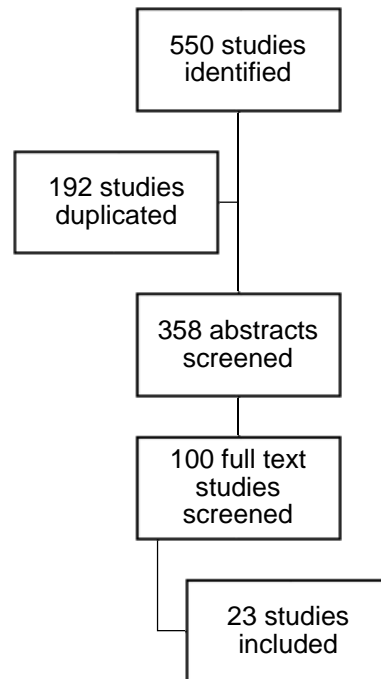 550 studies
identified
192 studies
duplicated
358 abstracts
screened
100 full text
studies
screened
23 studies
included